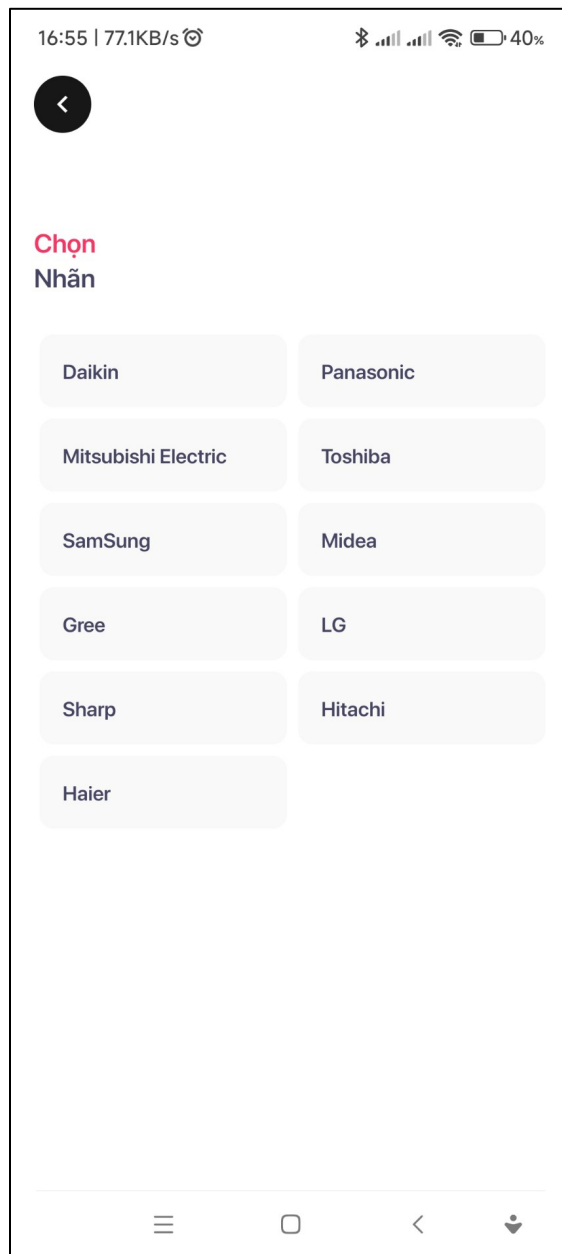 16:55 | 77.1KB/s 40%
Chọn
Nhãn
Daikin Panasonic
Mitsubishi Electric Toshiba
SamSung Midea
Gree LG
Sharp Hitachi
Haier